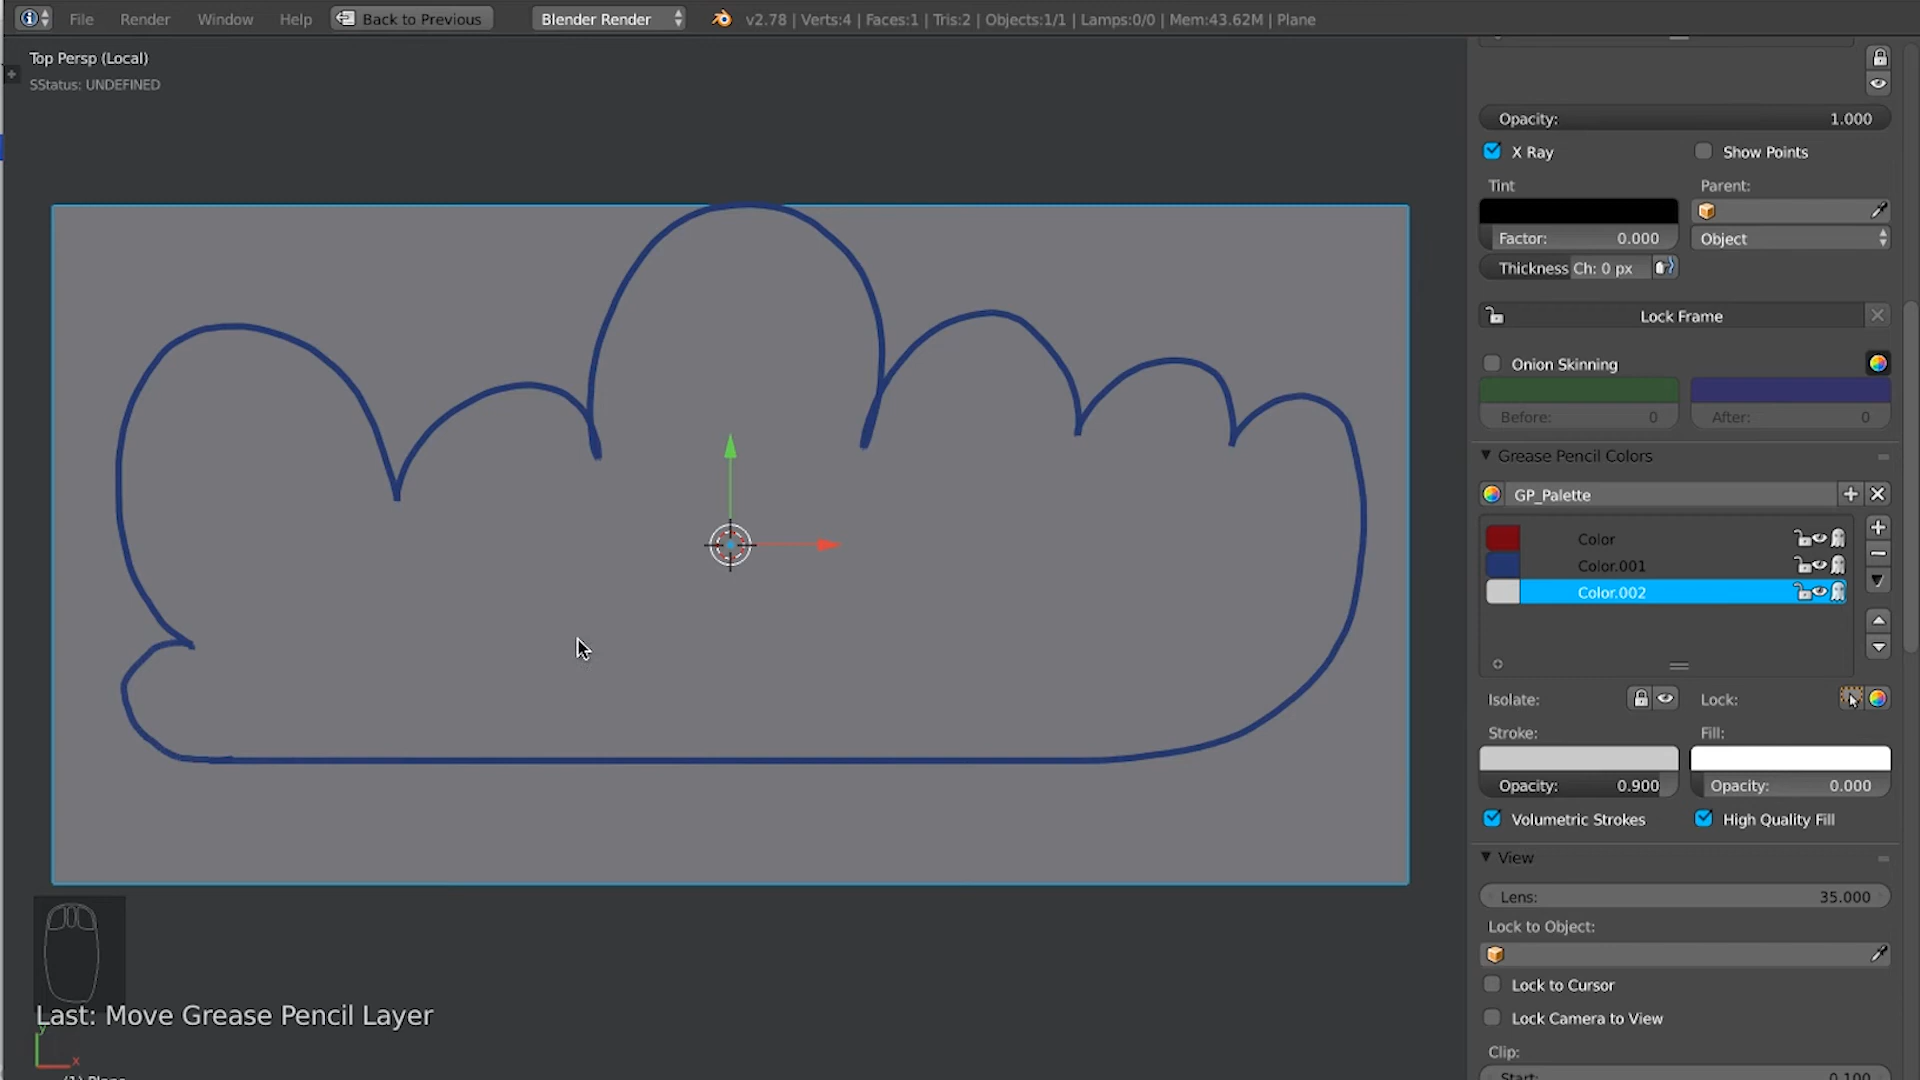 File Render Window Help Back to Previous Blender Render v2.78 | Verts:4 | Faces:1 | Tris:2 | Objects:1/1 | Lamps:0/0 | Mem:43.62M | Plane
Top Persp (Local)
SStatus: UNDEFINED
Opacity: 1.000
X Ray Show Points
Tint Parent:
Factor: 0.000 Object
Thickness Ch: 0 px
Lock Frame
Onion Skinning
Before: 0 After: 0
Grease Pencil Colors
GP_Palette
Color
Color.001
Color.002
Isolate: Lock:
Stroke: Fill:
Opacity: 0.900 Opacity: 0.000
Volumetric Strokes High Quality Fill
View
Lens: 35.000
Lock to Object:
Lock to Cursor
Lock Camera to View
Clip:
Start: 0.100
Last: Move Grease Pencil Layer
y
x
(1) Plane